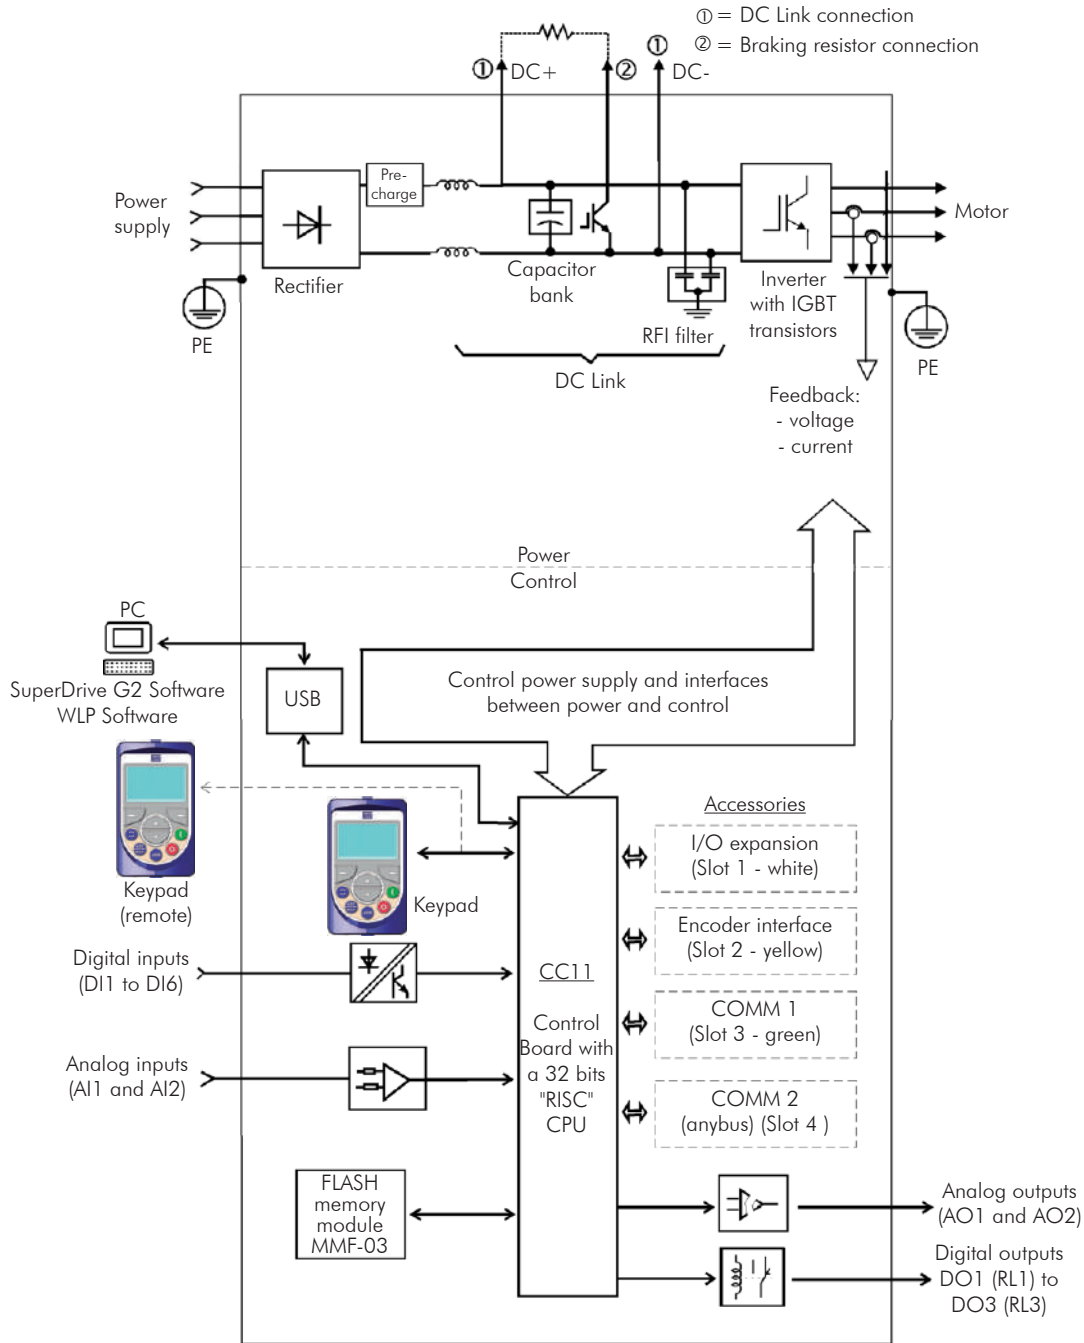 ① = DC Link connection
② = Braking resistor connection
① DC+
②
①
DC-
Power
supply
Pre-
charge
Rectifier
Capacitor
bank
RFI filter
Inverter
with IGBT
transistors
Motor
PE
PE
DC Link
Feedback:
- voltage
- current
Power
Control
PC
SuperDrive G2 Software
WLP Software
USB
Control power supply and interfaces
between power and control
Keypad
(remote)
Keypad
Accessories
I/O expansion
(Slot 1 - white)
Encoder interface
(Slot 2 - yellow)
COMM 1
(Slot 3 - green)
COMM 2
(anybus) (Slot 4 )
Digital inputs
(DI1 to DI6)
Analog inputs
(AI1 and AI2)
CC11
Control
Board with
a 32 bits
"RISC"
CPU
FLASH
memory
module
MMF-03
Analog outputs
(AO1 and AO2)
Digital outputs
DO1 (RL1) to
DO3 (RL3)